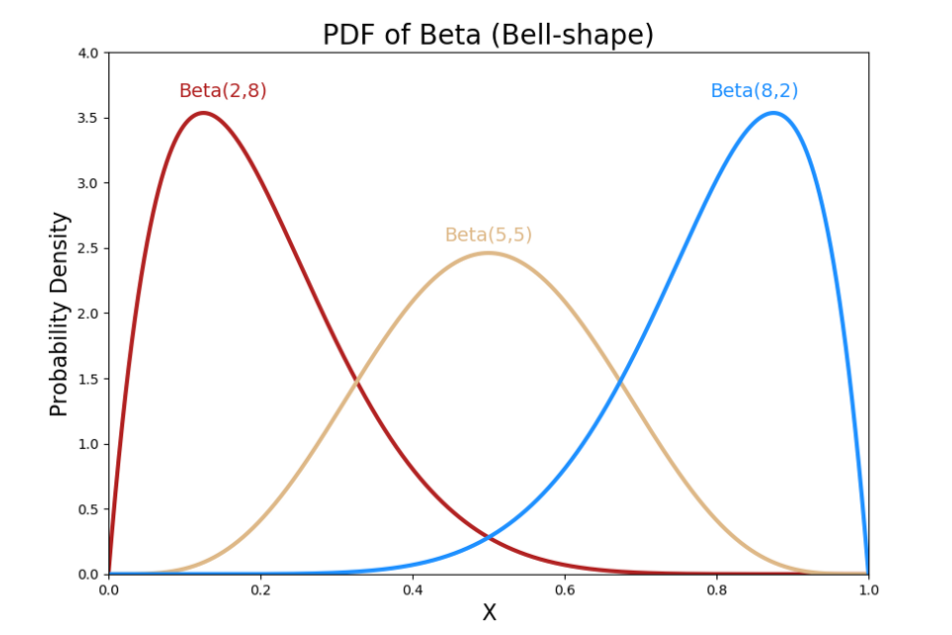 PDF of Beta (Bell-shape)
4.0
3.5
3.0
2.5
2.0
1.5
1.0
0.5
0.0
Probability Density
Beta(2,8)
Beta(8,2)
Beta(5,5)
0.0 0.2 0.4 0.6 0.8 1.0
X